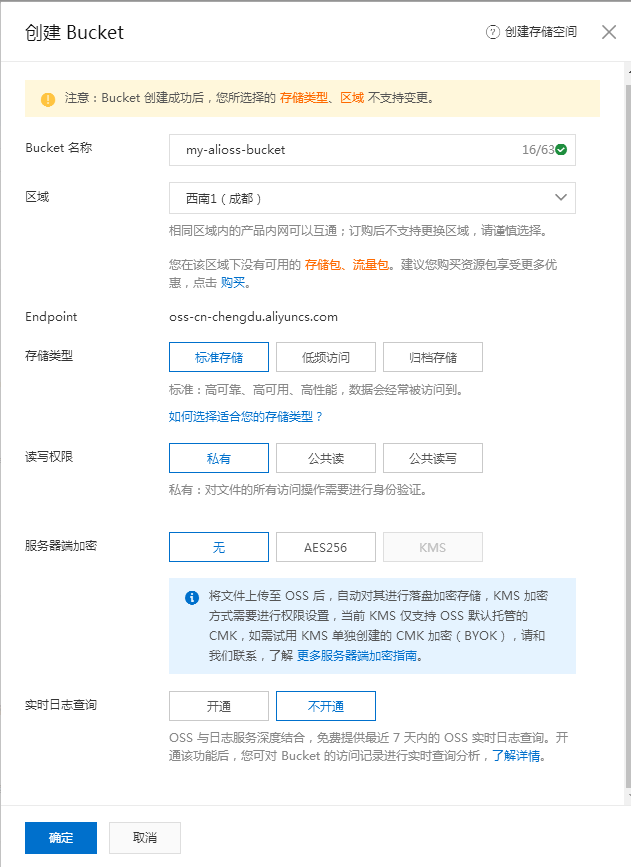 创建 Bucket
创建存储空间
注意：Bucket 创建成功后，您所选择的 存储类型、区域 不支持变更。
Bucket 名称
my-alioss-bucket
16/63
区域
西南1（成都）
相同区域内的产品内网可以互通；订购后不支持更换区域，请谨慎选择。
您在该区域下没有可用的 存储包、流量包。建议您购买资源包享受更多优
惠，点击 购买。
Endpoint
oss-cn-chengdu.aliyuncs.com
存储类型
标准存储
低频访问
归档存储
标准：高可靠、高可用、高性能，数据会经常被访问到。
如何选择适合您的存储类型？
读写权限
私有
公共读
公共读写
私有：对文件的所有访问操作需要进行身份验证。
服务器端加密
无
AES256
KMS
将文件上传至 OSS 后，自动对其进行落盘加密存储，KMS 加密
方式需要进行权限设置，当前 KMS 仅支持 OSS 默认托管的
CMK，如需试用 KMS 单独创建的 CMK 加密（BYOK），请和
我们联系，了解 更多服务器端加密指南。
实时日志查询
开通
不开通
OSS 与日志服务深度结合，免费提供最近 7 天内的 OSS 实时日志查询。开
通该功能后，您可对 Bucket 的访问记录进行实时查询分析，了解详情。
确定
取消